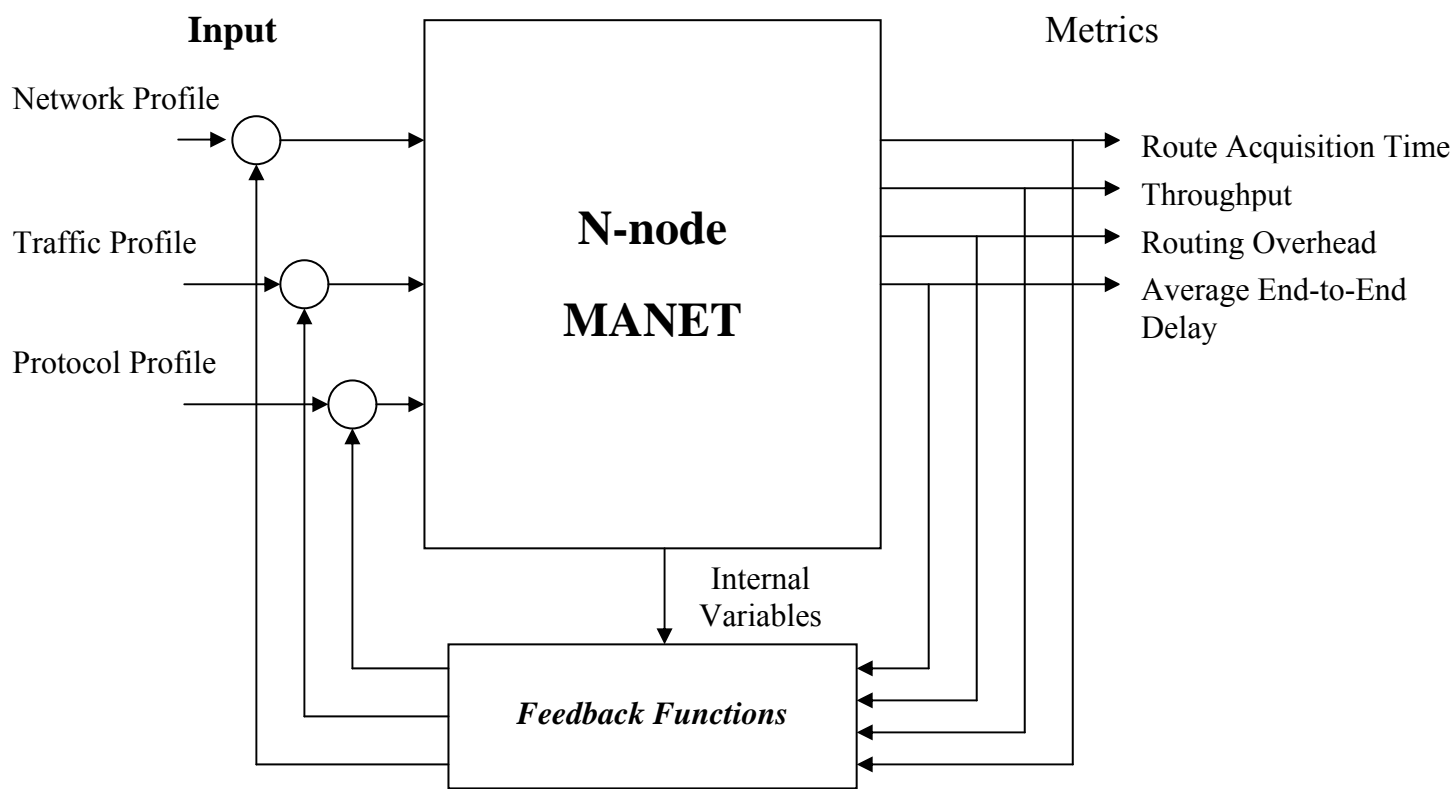 Input
Metrics
Network Profile
Route Acquisition Time
Throughput
N-node
MANET
Traffic Profile
Routing Overhead
Average End-to-End
Delay
Protocol Profile
Internal
Variables
Feedback Functions